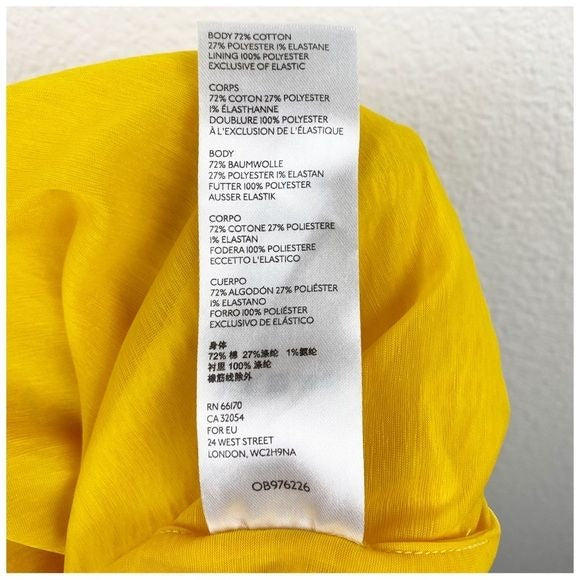 BODY 72% COTTON
27% POLYESTER 1% ELASTANE
LINING 100% POLYESTER
EXCLUSIVE OF ELASTIC
CORPS
72% COTON 27% POLYESTER
1% ÉLASTHANNE
DOUBLURE 100% POLYESTER
À L'EXCLUSION DE L'ÉLASTIQUE
BODY
72% BAUMWOLLE
27% POLYESTER 1% ELASTAN
FUTTER 100% POLYESTER
AUSSER ELASTIK
CORPO
72% COTONE 27% POLIESTERE
1% ELASTAN
FODERA 100% POLIESTERE
ECCETTO L'ELASTICO
CUERPO
72% ALGODÓN 27% POLIÉSTER
1% ELASTANO
FORRO 100% POLIÉSTER
EXCLUSIVO DE ELÁSTICO
身体
72% 棉 27%涤纶 1%氨纶
衬里 100% 涤纶
橡筋线除外
RN 66170
CA 32054
FOR EU
24 WEST STREET
LONDON, WC2H9NA
OB976226